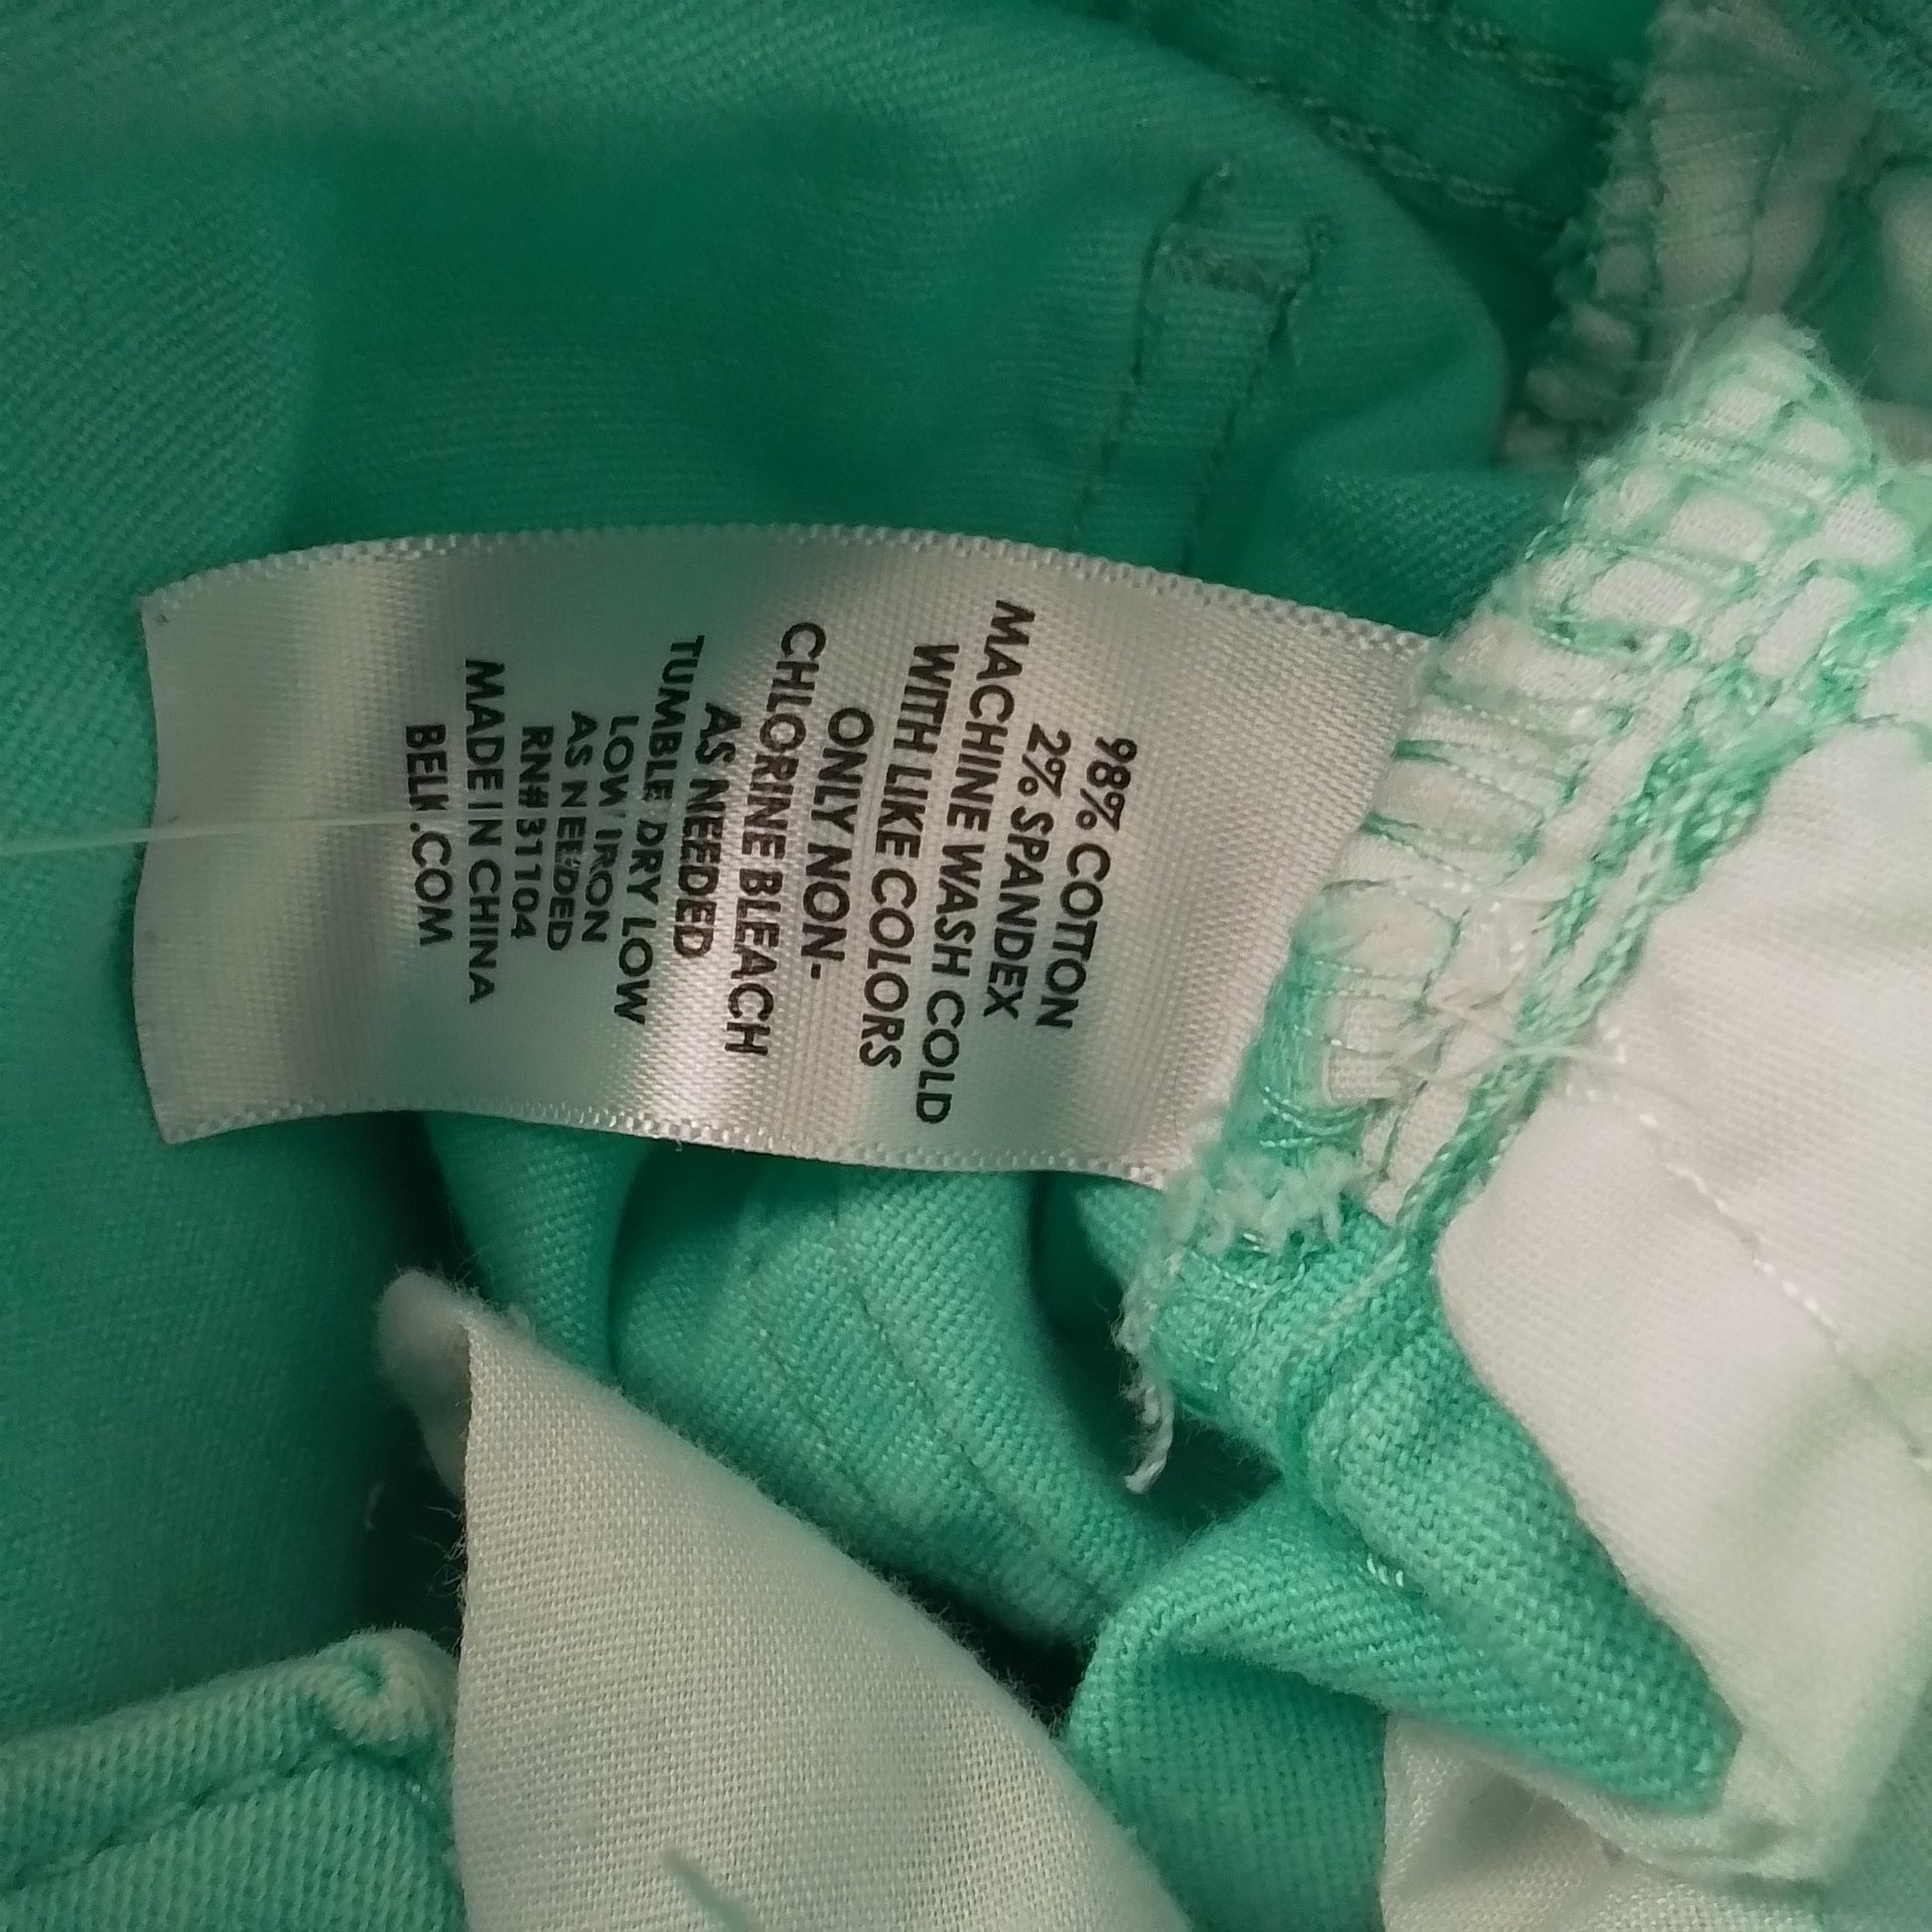 98% COTTON
2% SPANDEX
MACHINE WASH COLD
WITH LIKE COLORS
ONLY NON-
CHLORINE BLEACH
AS NEEDED
TUMBLE DRY LOW
LOW IRON
AS NEEDED
RN#31104
MADE IN CHINA
BELK.COM